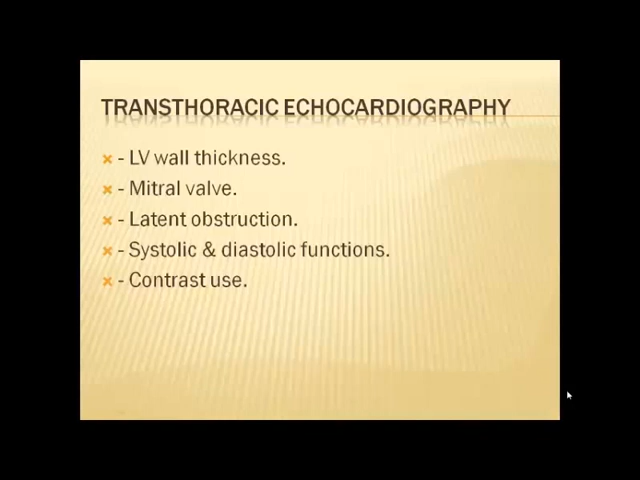 TRANSTHORACIC ECHOCARDIOGRAPHY
- LV wall thickness.
- Mitral valve.
- Latent obstruction.
- Systolic & diastolic functions.
- Contrast use.